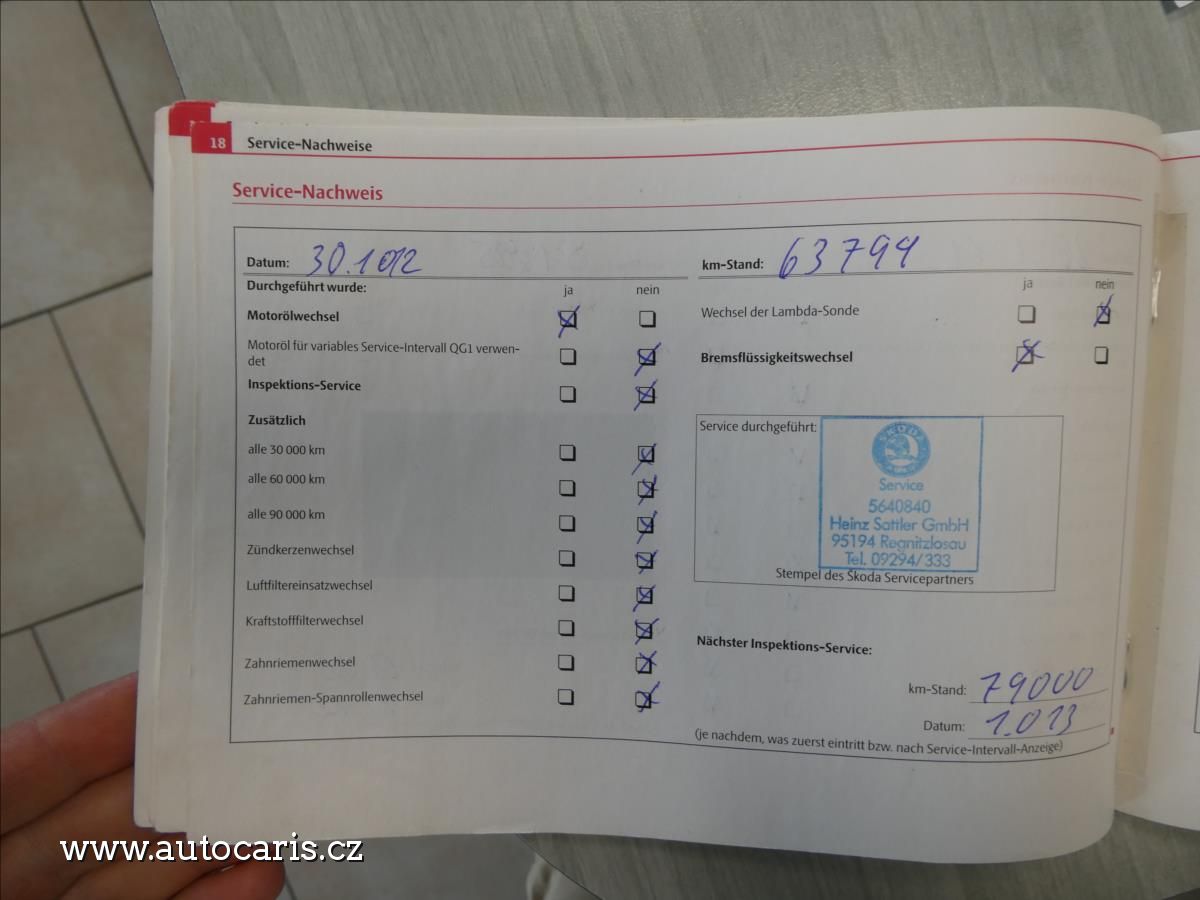 18 Service-Nachweise
Service-Nachweis
Datum: 30.1.012
km-Stand: 63794
Durchgeführt wurde: ja nein
Motorölwechsel
Motoröl für variables Service-Intervall QG1 verwen-
det
Inspektions-Service
Zusätzlich
alle 30 000 km
alle 60 000 km
alle 90 000 km
Zündkerzenwechsel
Luftfiltereinsatzwechsel
Kraftstofffilterwechsel
Zahnriemenwechsel
Zahnriemen-Spannrollenwechsel
ja nein
Wechsel der Lambda-Sonde
Bremsflüssigkeitswechsel
Service durchgeführt:
SKODA
Service
5640840
Heinz Sattler GmbH
95194 Regnitzlosau
Tel. 09294/333
Stempel des Škoda Servicepartners
Nächster Inspektions-Service:
km-Stand: 79000
Datum: 1.013
(je nachdem, was zuerst eintritt bzw. nach Service-Intervall-Anzeige)
www.autocaris.cz